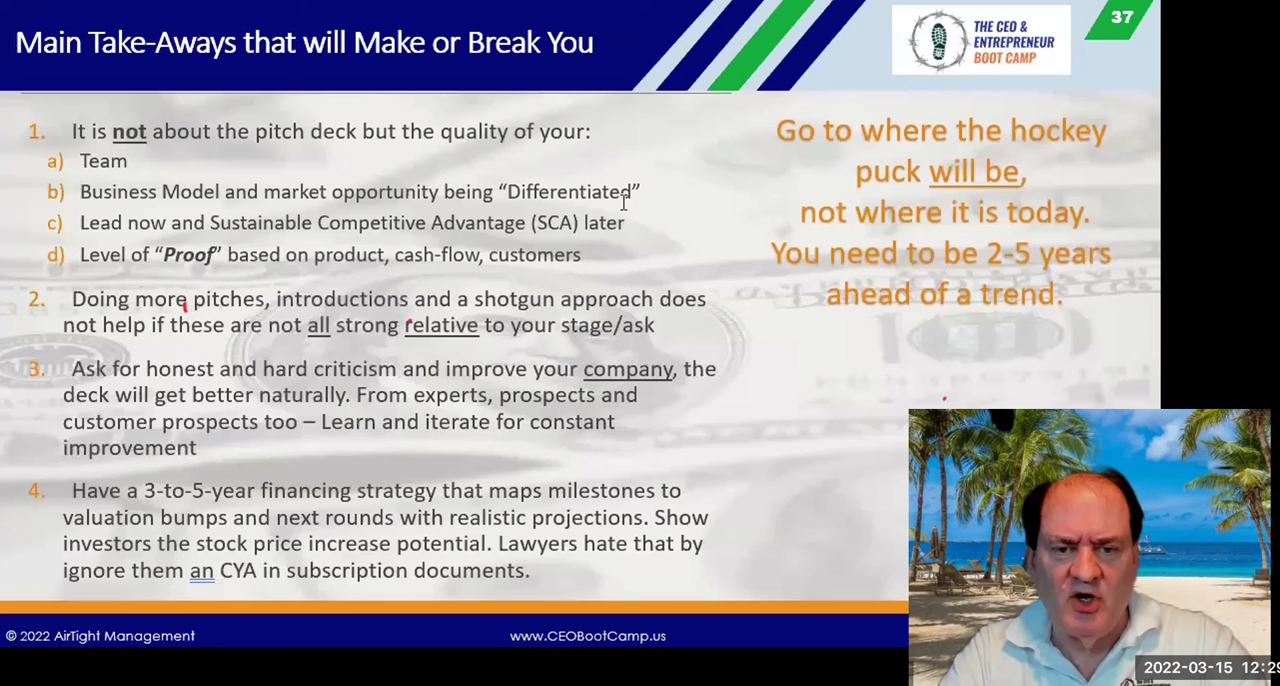 Main Take-Aways that will Make or Break You
THE CEO &
ENTREPRENEUR
BOOT CAMP
37
1. It is not about the pitch deck but the quality of your:
a) Team
b) Business Model and market opportunity being “Differentiated”
c) Lead now and Sustainable Competitive Advantage (SCA) later
d) Level of “Proof” based on product, cash-flow, customers
2. Doing more pitches, introductions and a shotgun approach does
not help if these are not all strong relative to your stage/ask
3. Ask for honest and hard criticism and improve your company, the
deck will get better naturally. From experts, prospects and
customer prospects too – Learn and iterate for constant
improvement
4. Have a 3-to-5-year financing strategy that maps milestones to
valuation bumps and next rounds with realistic projections. Show
investors the stock price increase potential. Lawyers hate that by
ignore them an CYA in subscription documents.
Go to where the hockey
puck will be,
not where it is today.
You need to be 2-5 years
ahead of a trend.
© 2022 AirTight Management
www.CEOBootCamp.us
2022-03-15 12:29